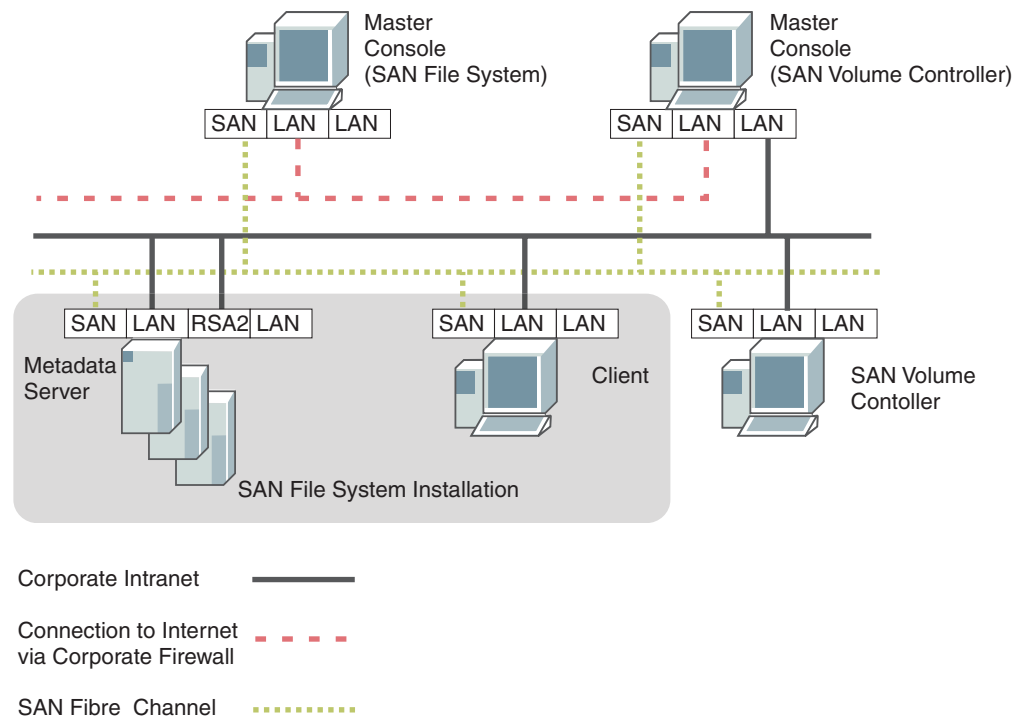 Master
Console
(SAN File System)
Master
Console
(SAN Volume Controller)
SAN LAN LAN
SAN LAN LAN
SAN LAN RSA2 LAN
SAN LAN LAN
SAN LAN LAN
Metadata
Server
Client
SAN Volume
Contoller
SAN File System Installation
Corporate Intranet
Connection to Internet
via Corporate Firewall
SAN Fibre Channel